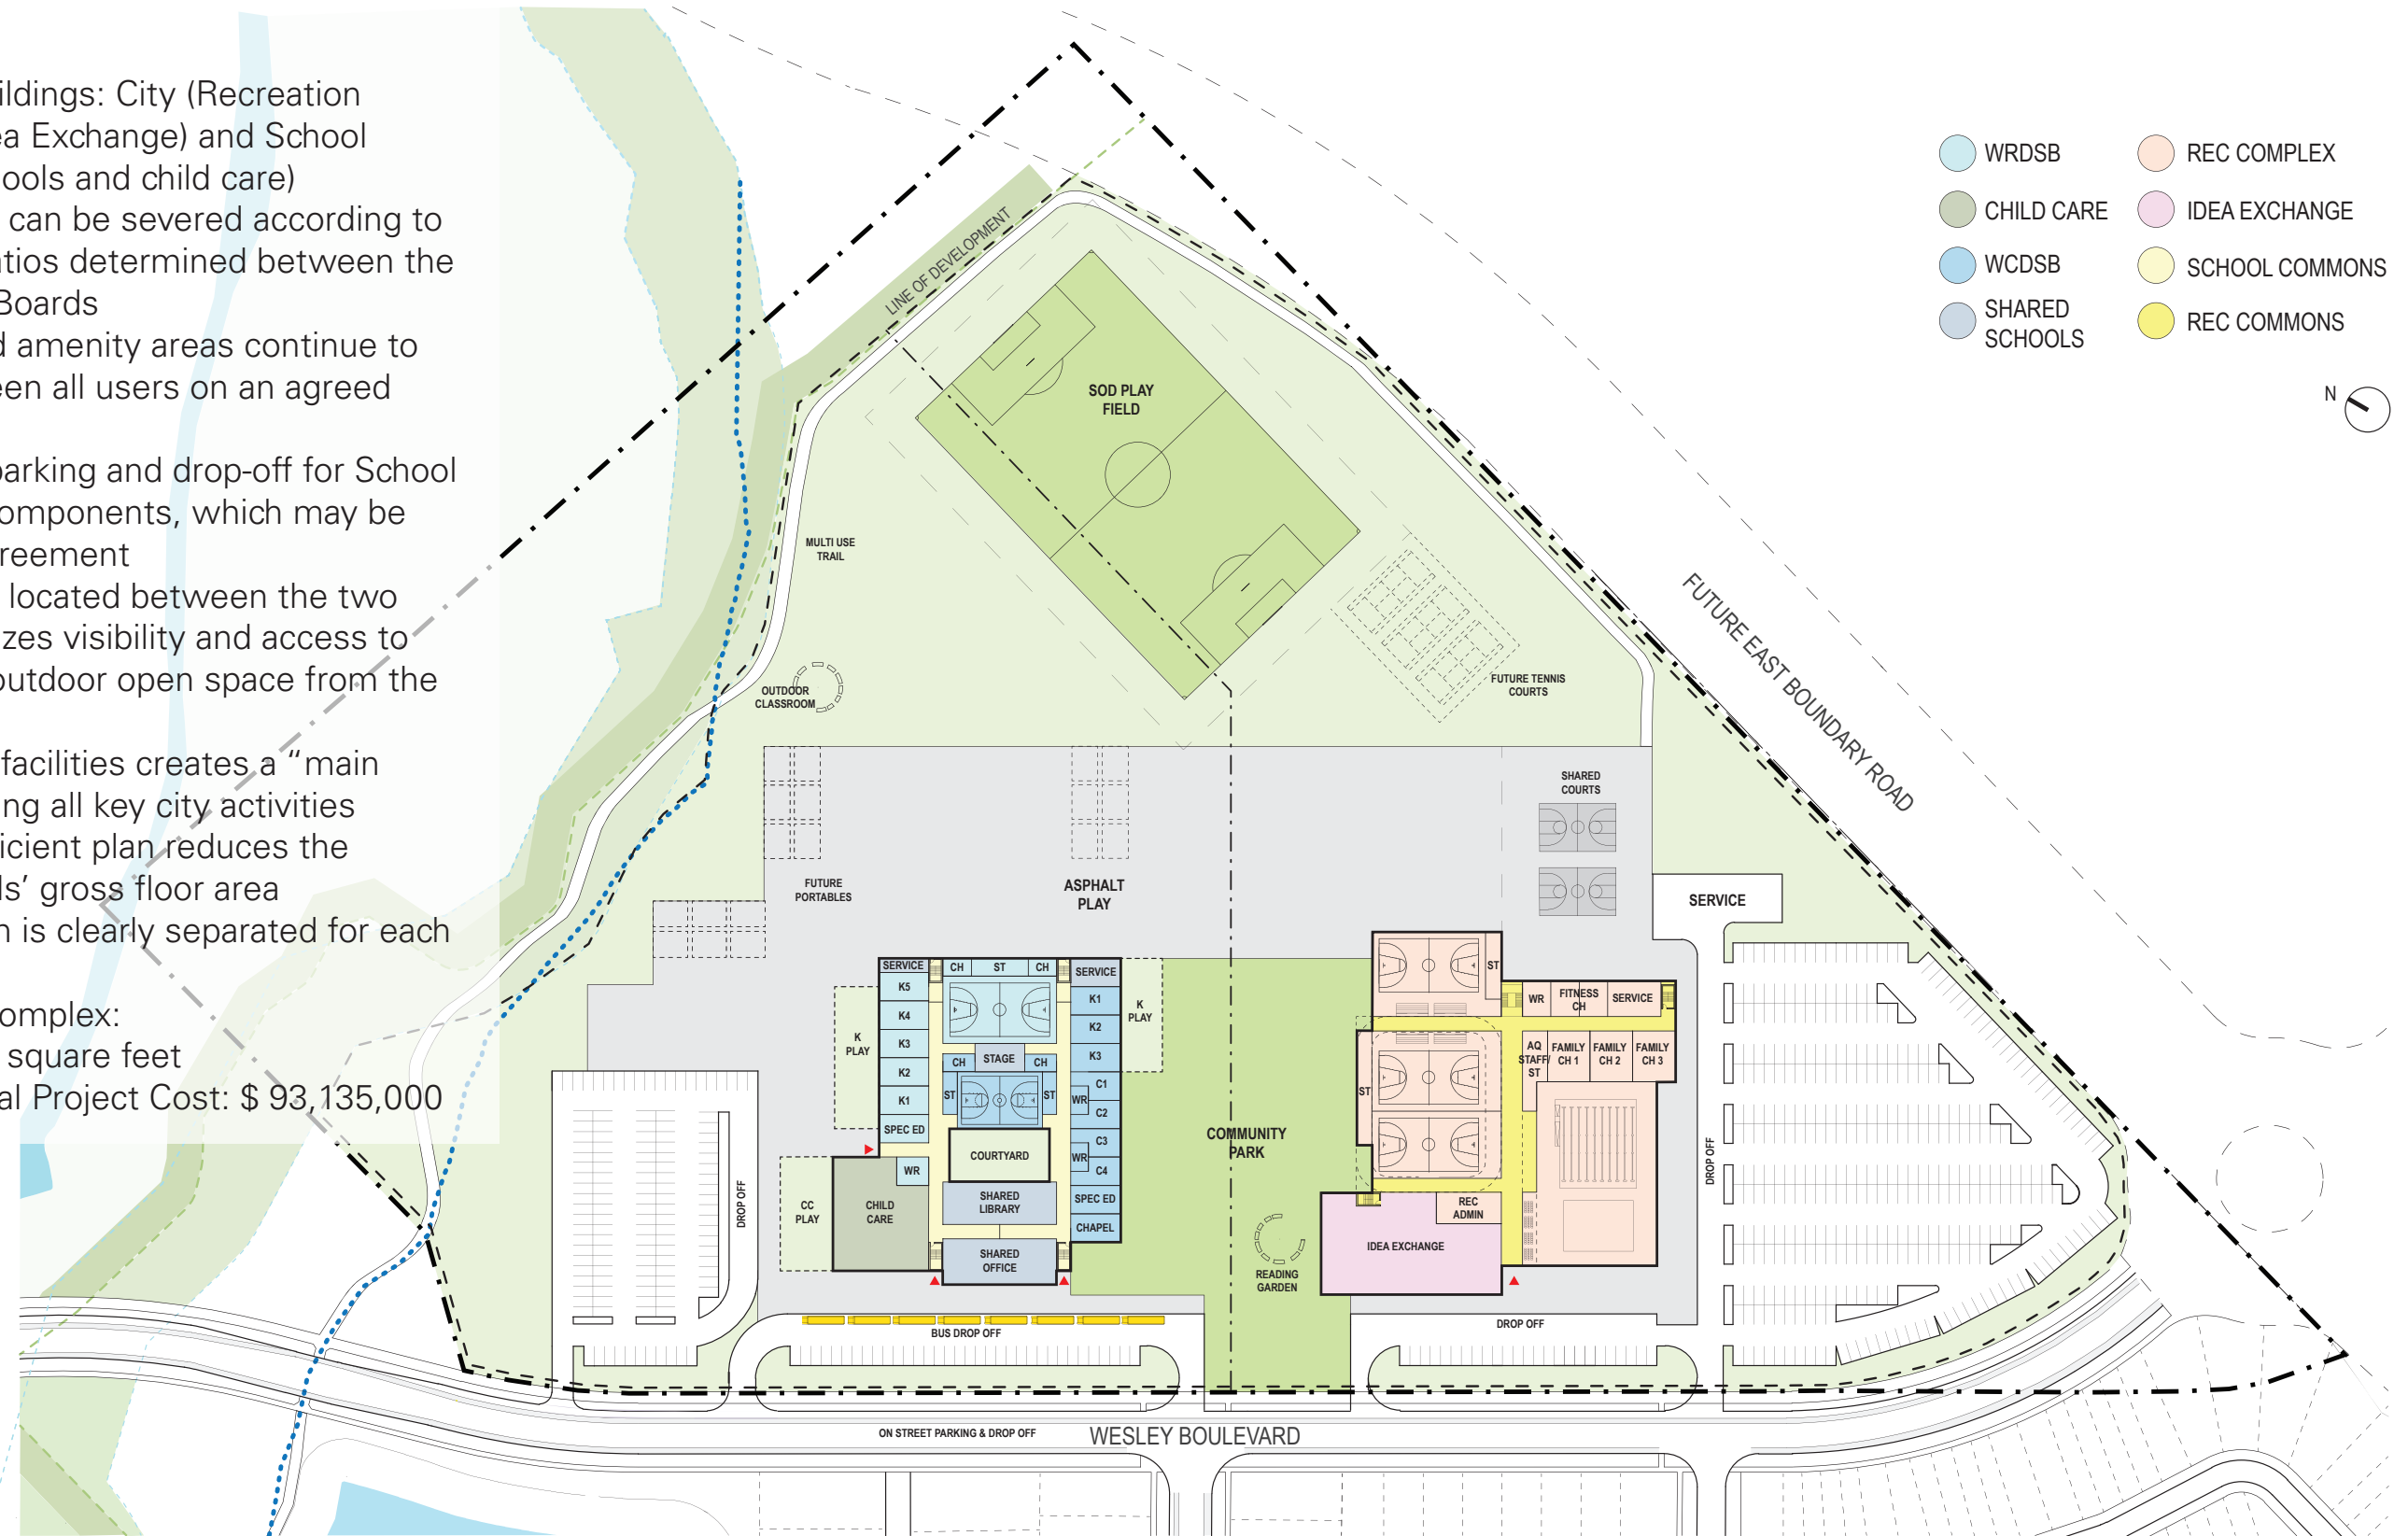 ildings: City (Recreation
ea Exchange) and School
ools and child care)
can be severed according to
atios determined between the
Boards
d amenity areas continue to
een all users on an agreed
parking and drop-off for School
omponents, which may be
reement
located between the two
izes visibility and access to
outdoor open space from the
facilities creates a “main
ing all key city activities
ficient plan reduces the
ls’ gross floor area
n is clearly separated for each
omplex:
square feet
al Project Cost: $ 93,135,000
WRDSB
CHILD CARE
WCDSB
SHARED
SCHOOLS
REC COMPLEX
IDEA EXCHANGE
SCHOOL COMMONS
REC COMMONS
N
LINE OF DEVELOPMENT
SOD PLAY
FIELD
MULTI USE
TRAIL
OUTDOOR
CLASSROOM
FUTURE TENNIS
COURTS
FUTURE EAST BOUNDARY ROAD
SHARED
COURTS
FUTURE
PORTABLES
ASPHALT
PLAY
SERVICE
SERVICE
CH
ST
CH
SERVICE
K5
K4
K3
K2
K1
SPEC ED
K
PLAY
K1
K2
K3
K
PLAY
STAGE
CH
CH
ST
ST
C1
WR
C2
C3
WR
C4
SPEC ED
CHAPEL
COURTYARD
WR
CC
PLAY
CHILD
CARE
SHARED
LIBRARY
SHARED
OFFICE
DROP OFF
COMMUNITY
PARK
READING
GARDEN
ST
WR
FITNESS
CH
SERVICE
AQ
STAFF/
ST
FAMILY
CH 1
FAMILY
CH 2
FAMILY
CH 3
ST
REC
ADMIN
IDEA EXCHANGE
DROP OFF
BUS DROP OFF
DROP OFF
ON STREET PARKING & DROP OFF
WESLEY BOULEVARD